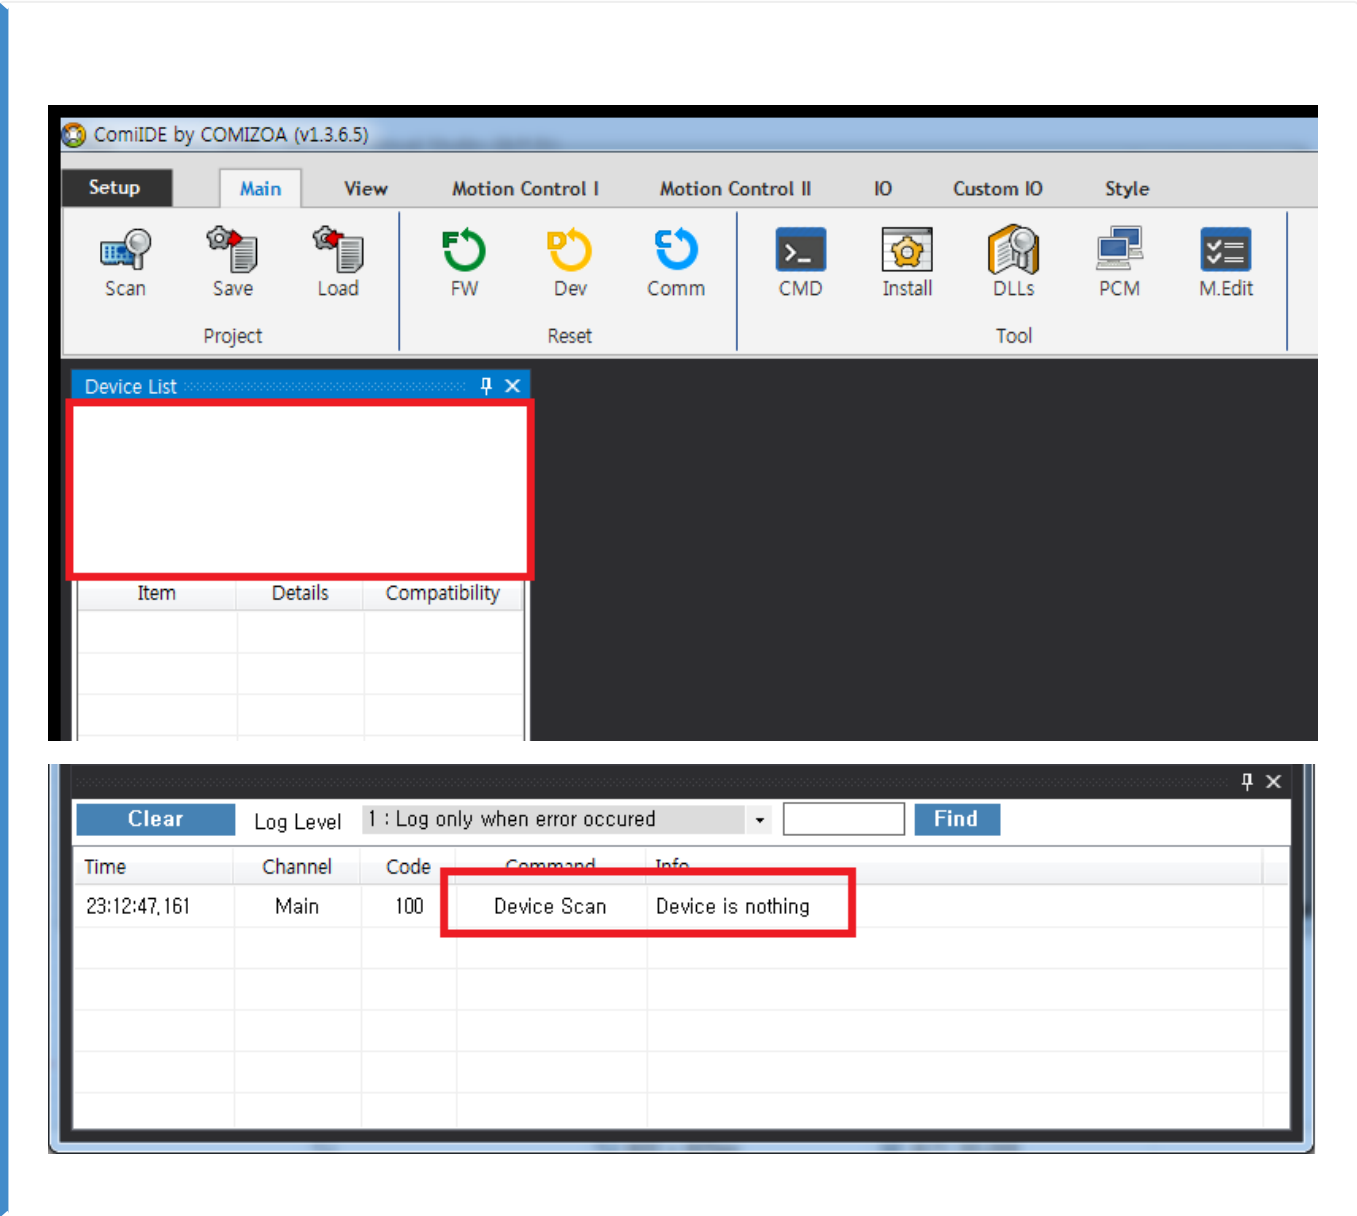 ComiIDE by COMIZOA (v1.3.6.5)
Setup Main View Motion Control I Motion Control II IO Custom IO Style
Scan Save Load FW Dev Comm CMD Install DLLs PCM M.Edit
Project Reset Tool
Device List
Item Details Compatibility
Clear Log Level 1 : Log only when error occured Find
Time Channel Code Command Info
23:12:47,161 Main 100 Device Scan Device is nothing